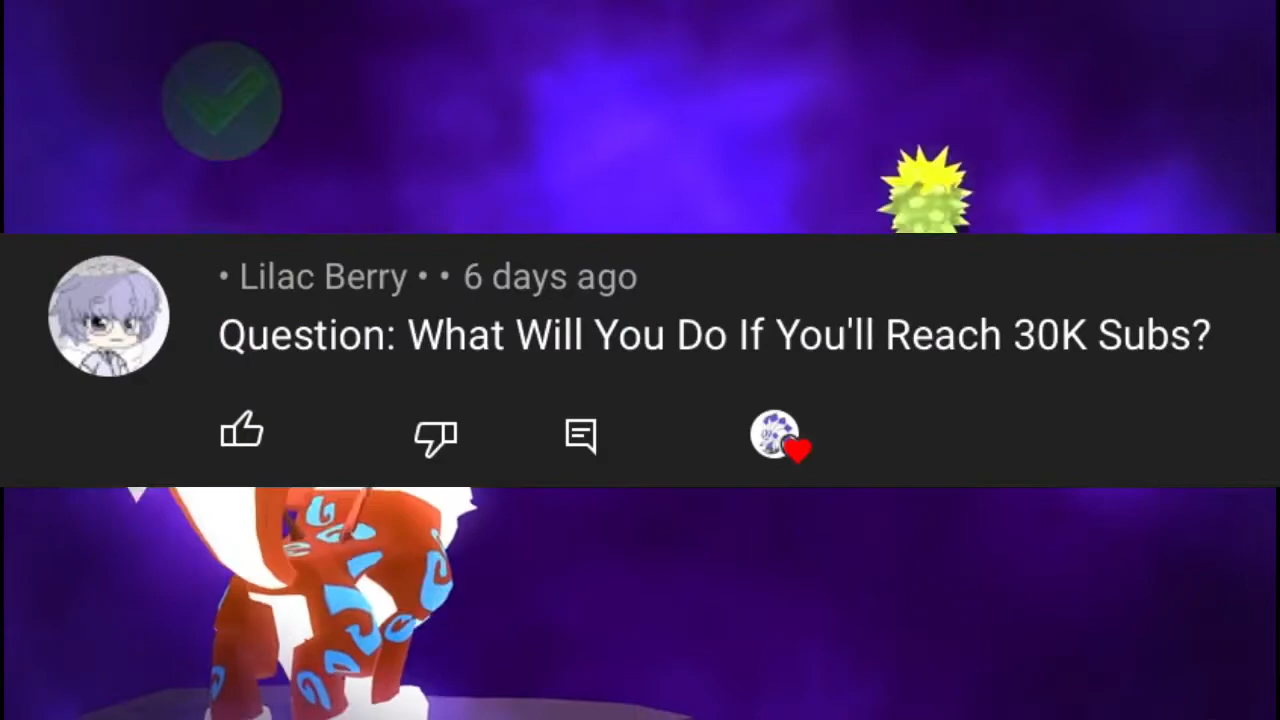 • Lilac Berry • • 6 days ago
Question: What Will You Do If You'll Reach 30K Subs?